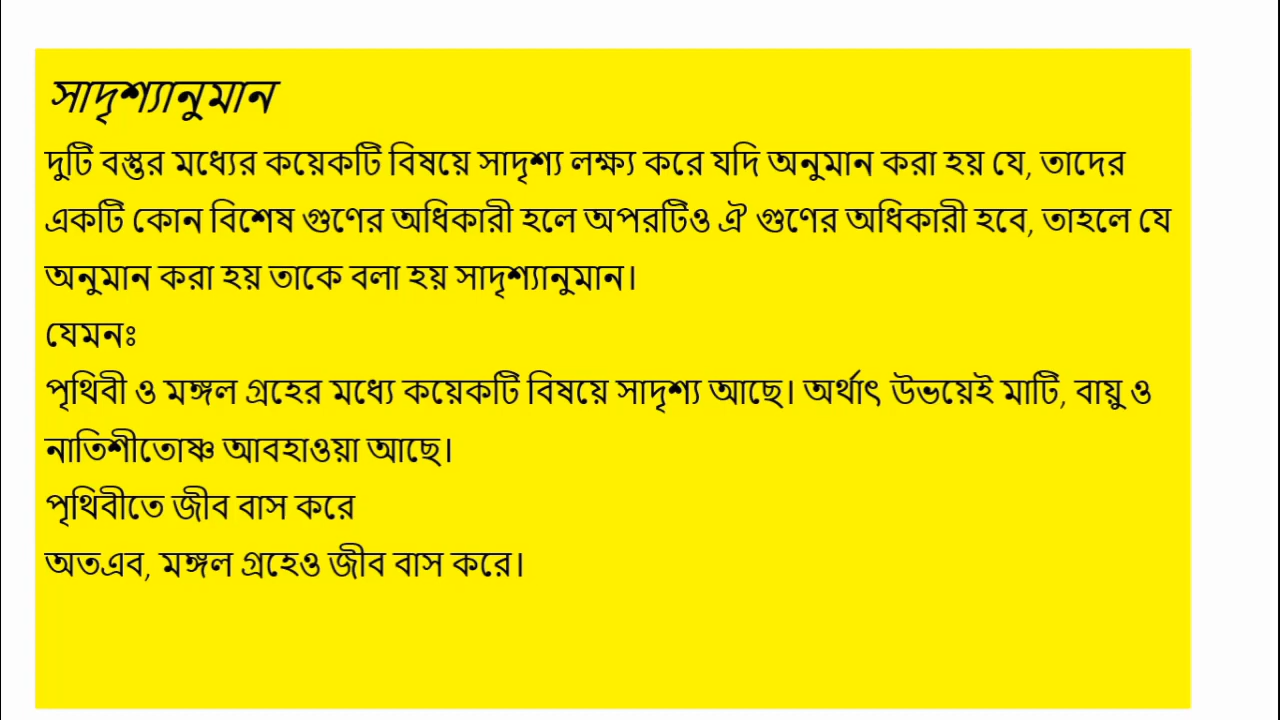 সাদৃশ্যানুমান
দুটি বস্তুর মধ্যের কয়েকটি বিষয়ে সাদৃশ্য লক্ষ্য করে যদি অনুমান করা হয় যে, তাদের
একটি কোন বিশেষ গুণের অধিকারী হলে অপরটিও ঐ গুণের অধিকারী হবে, তাহলে যে
অনুমান করা হয় তাকে বলা হয় সাদৃশ্যানুমান।
যেমনঃ
পৃথিবী ও মঙ্গল গ্রহের মধ্যে কয়েকটি বিষয়ে সাদৃশ্য আছে। অর্থাৎ উভয়েই মাটি, বায়ু ও
নাতিশীতোষ্ণ আবহাওয়া আছে।
পৃথিবীতে জীব বাস করে
অতএব, মঙ্গল গ্রহেও জীব বাস করে।